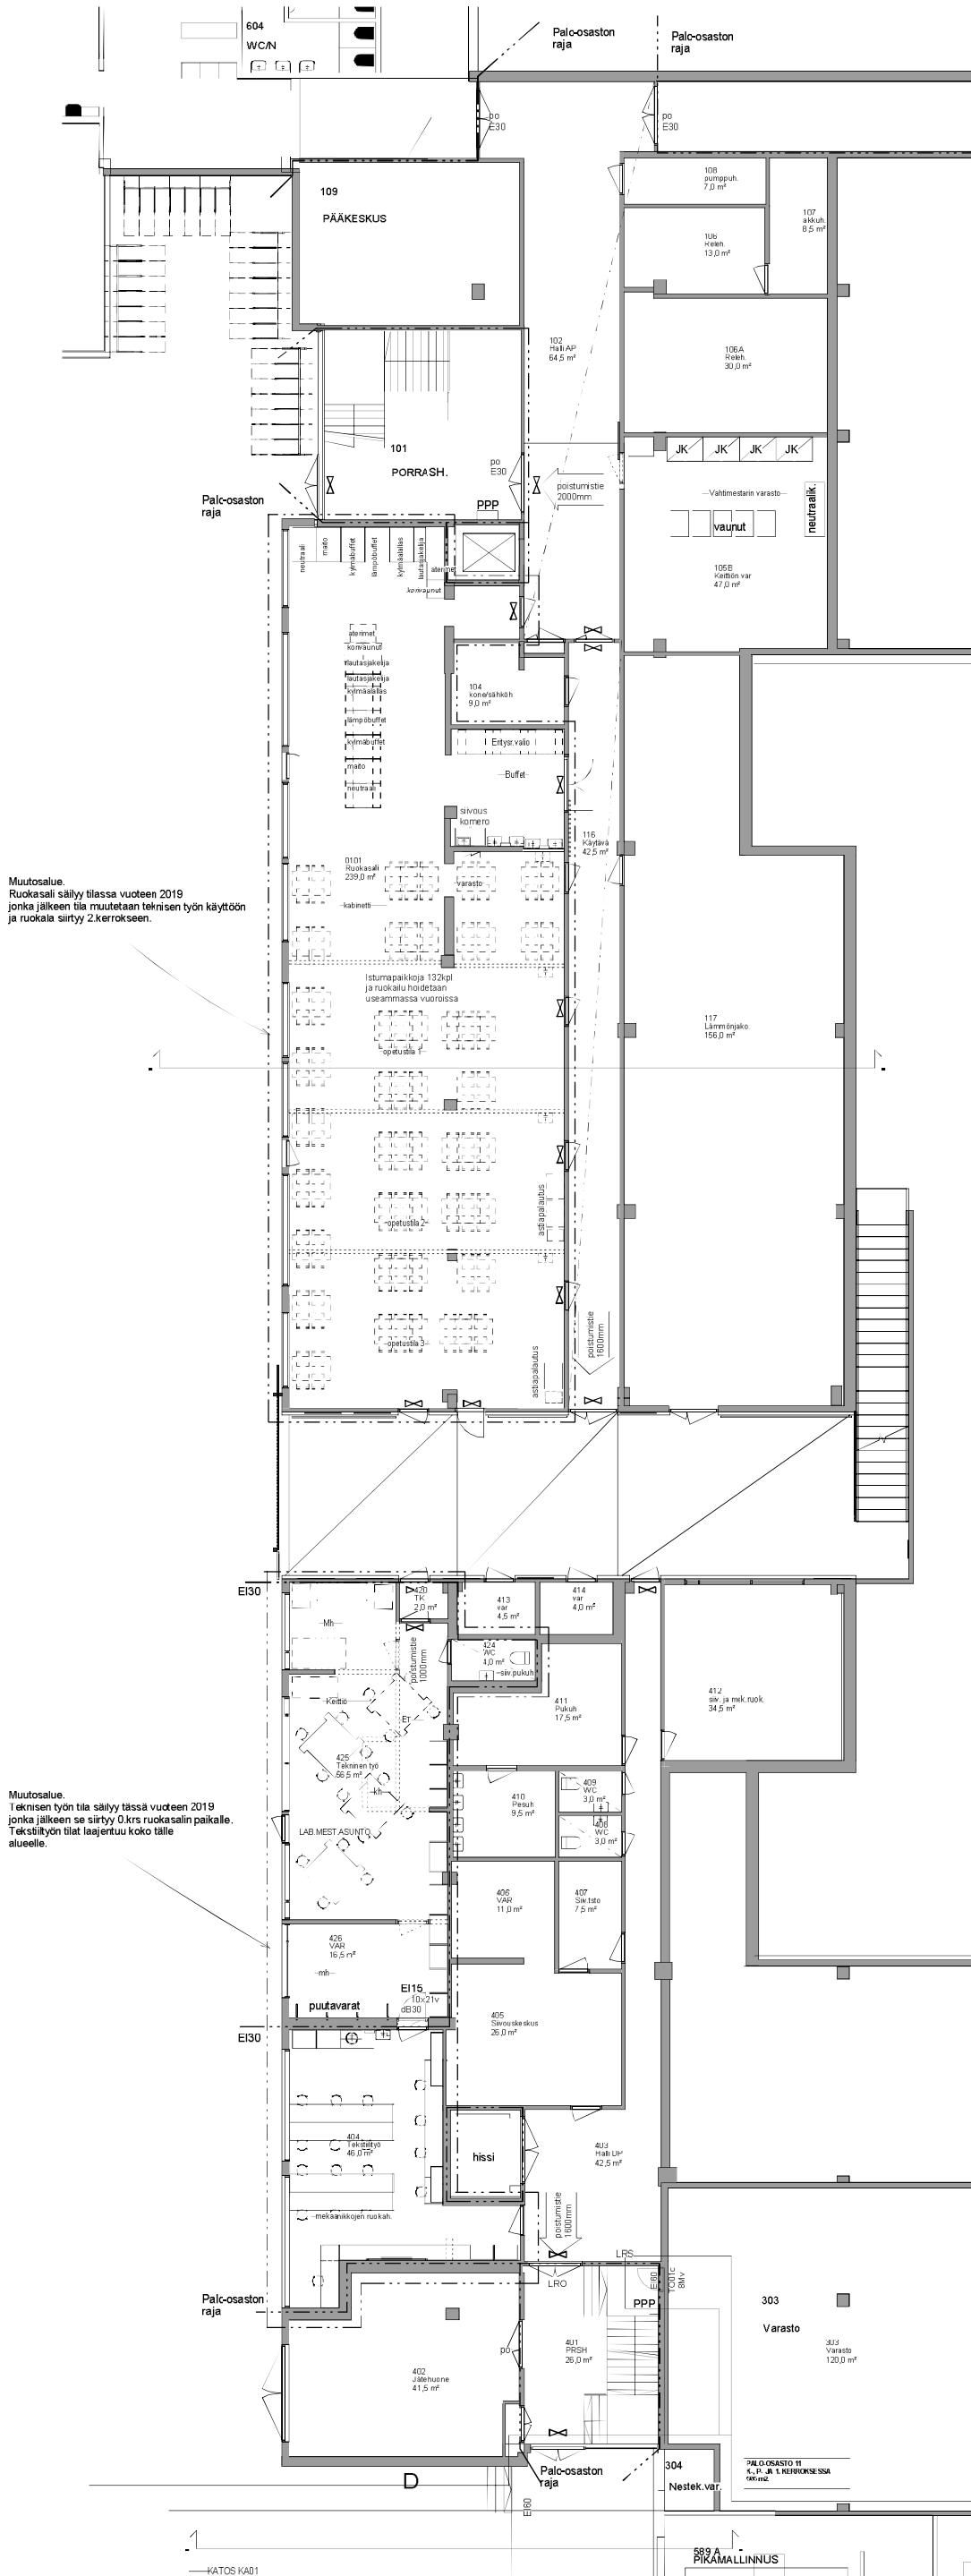 604
WC/N
Palo-osaston
raja
Palo-osaston
raja
po
E30
po
E30
109
PÄÄKESKUS
108
pumppuh.
7,0 m²
107
akkuh.
8,5 m²
106
Releh.
13,0 m²
102
Halli AP
64,5 m²
106A
Releh.
30,0 m²
101
PORRASH.
po
E30
PPP
poistumistie
2000mm
JK
JK
JK
JK
Vahtimestarin varasto
vaunut
neutraalik.
105B
Keittiön var
47,0 m²
Palo-osaston
raja
neutraali
maito
kylmäbuffet
lämpöbuffet
kylmäallas
lautasjakelija
aterimet
korivaunut
aterimet
korivaunut
lautasjakelija
lautasjakelija
kylmäallas
lämpöbuffet
kylmäbuffet
maito
neutraali
104
kone/sähköh
9,0 m²
Erityisr.valio
Buffet
siivous
komero
116
Käytävä
42,5 m²
0101
Ruokasali
239,0 m²
varasto
kabinetti
Muutosalue.
Ruokasali säilyy tilassa vuoteen 2019
jonka jälkeen tila muutetaan teknisen työn käyttöön
ja ruokala siirtyy 2.kerrokseen.
Istumapaikkoja 132kpl
ja ruokailu hoidetaan
useammassa vuoroissa
117
Lämmönjako.
156,0 m²
opetustila 1
opetustila 2
astiapalautus
opetustila 3
astiapalautus
poistumistie
1600mm
EI30
Mh
420
TK
2,0 m²
413
var
4,5 m²
414
var
4,0 m²
poistumistie
1000mm
424
WC
4,0 m²
siiv.pukuh
Keittiö
ET
411
Pukuh
17,5 m²
412
siiv. ja mek.ruok.
34,5 m²
425
Tekninen työ
56,5 m²
kh
LAB.MEST.ASUNTO
410
Pesuh
9,5 m²
409
WC
3,0 m²
408
WC
3,0 m²
Muutosalue.
Teknisen työn tila säilyy tässä vuoteen 2019
jonka jälkeen se siirtyy 0.krs ruokasalin paikalle.
Tekstiilityön tilat laajentuu koko tälle
alueelle.
406
VAR
11,0 m²
407
Siiv.tsto
7,5 m²
426
VAR
16,5 m²
mh
puutavarat
EI15
10x21v
dB30
EI30
405
Siivouskeskus
26,0 m²
404
Tekstiilityö
46,0 m²
hissi
403
Halli DP
42,5 m²
mekaanikkojen ruokah.
poistumistie
1600mm
LRS
LRO
EI60
PPP
Palo-osaston
raja
303
Varasto
303
Varasto
120,0 m²
po
401
PRSH
26,0 m²
402
Jätehuone
41,5 m²
D
Palo-osaston
raja
EI60
304
Nestek.var.
PALO-OSASTO 11
K-, P- JA 1. KERROKSESSA
589 A
PIKAMALLINNUS
KATOS KA01